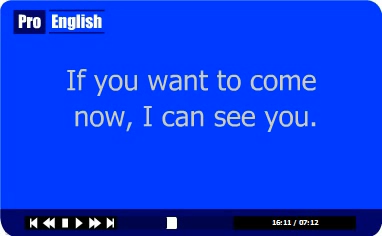 Pro English
If you want to come
now, I can see you.
16:11 / 07:12